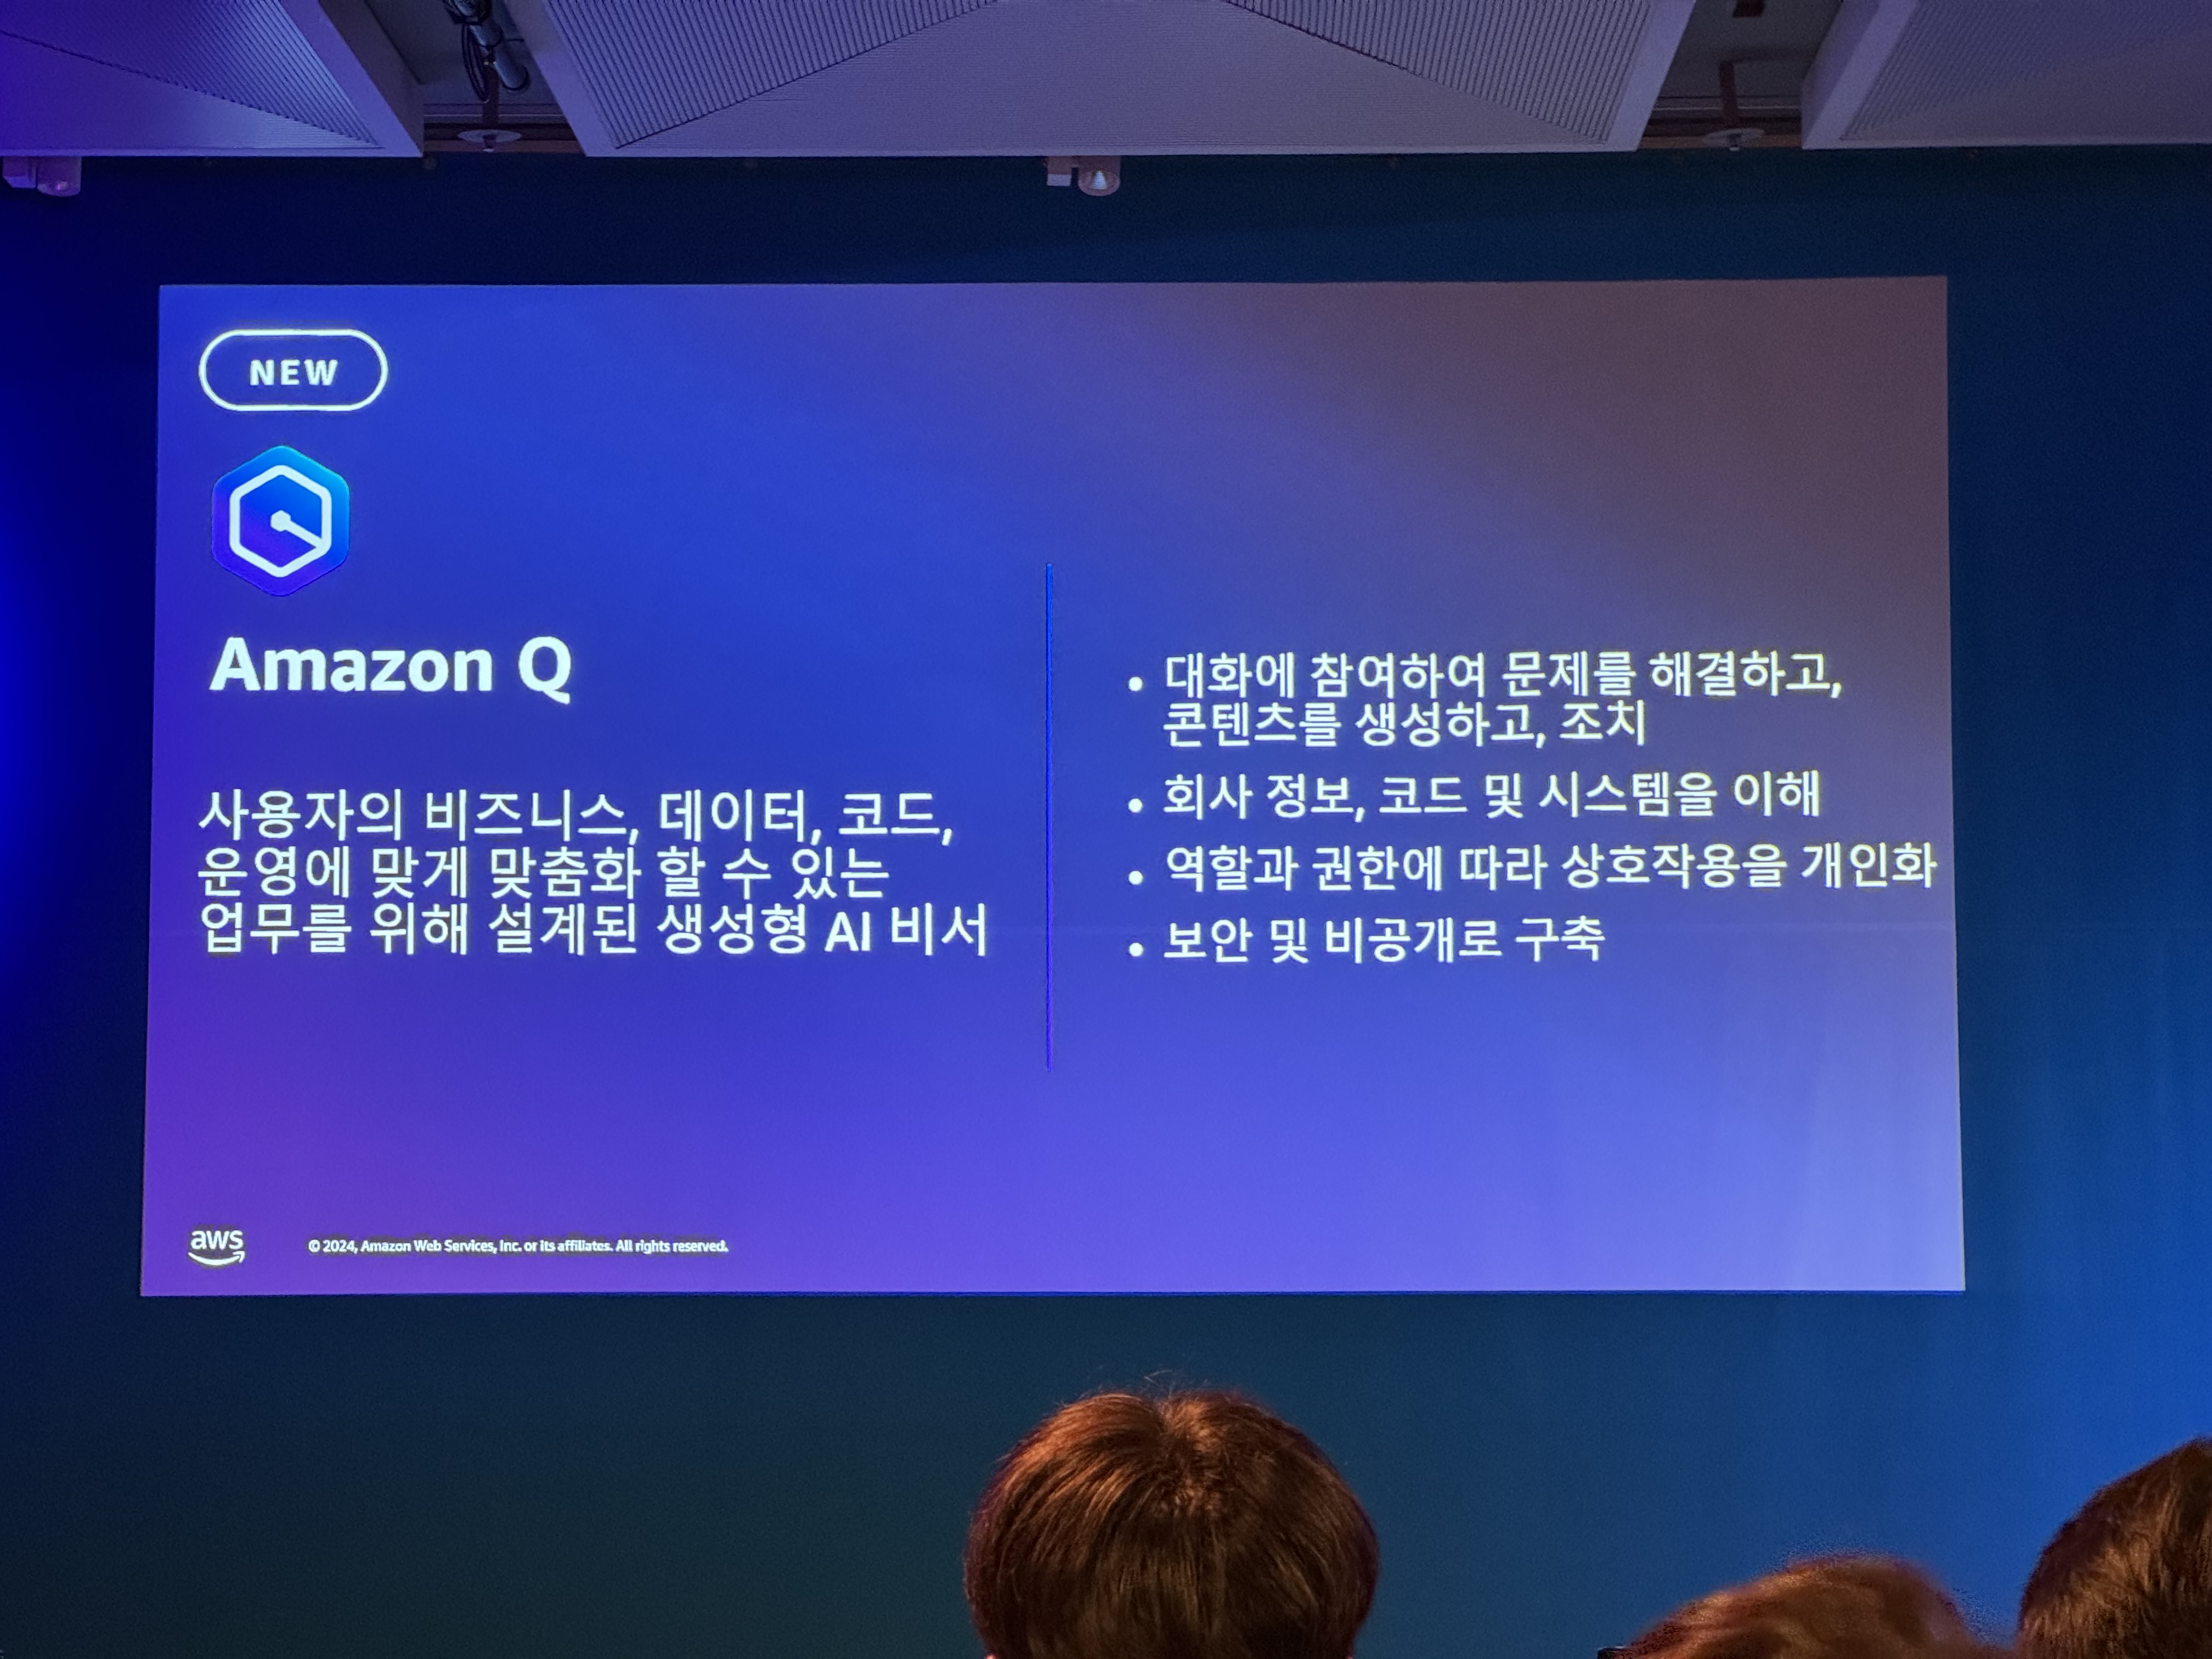 NEW
Amazon Q
사용자의 비즈니스, 데이터, 코드,
운영에 맞게 맞춤화 할 수 있는
업무를 위해 설계된 생성형 AI 비서
• 대화에 참여하여 문제를 해결하고,
콘텐츠를 생성하고, 조치
• 회사 정보, 코드 및 시스템을 이해
• 역할과 권한에 따라 상호작용을 개인화
• 보안 및 비공개로 구축
aws
© 2024, Amazon Web Services, Inc. or its affiliates. All rights reserved.